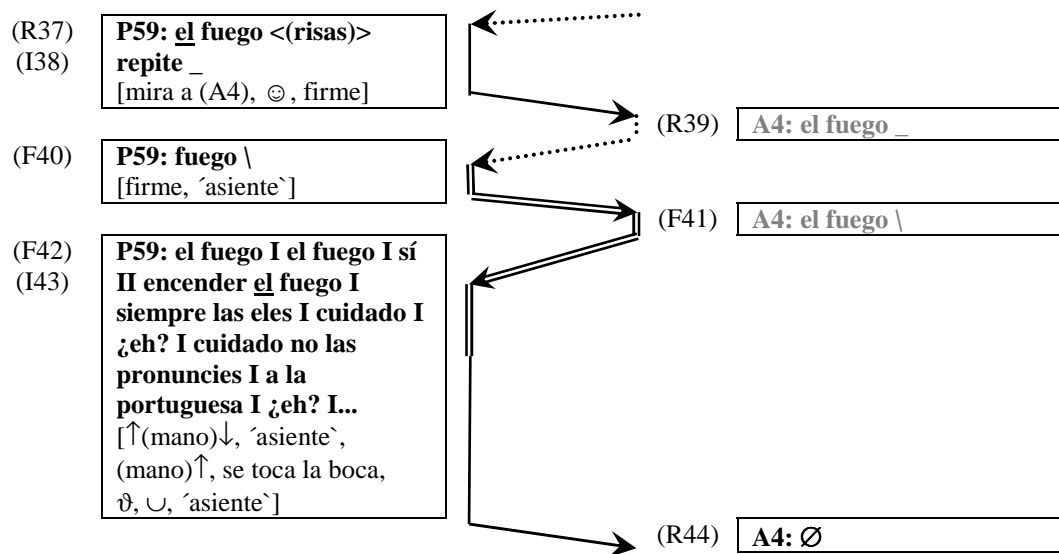 (R37) P59: el fuego <(risas)>
(I38) repite _
[mira a (A4), ☺, firme]
(R39) A4: el fuego _
(F40) P59: fuego \
[firme, ´asiente`]
(F41) A4: el fuego \
(F42) P59: el fuego I el fuego I sí
(I43) II encender el fuego I
siempre las eles I cuidado I
¿eh? I cuidado no las
pronuncies I a la
portuguesa I ¿eh? I...
[↑(mano)↓, ´asiente`,
(mano)↑, se toca la boca,
ϑ, ∪, ´asiente`]
(R44) A4: ∅